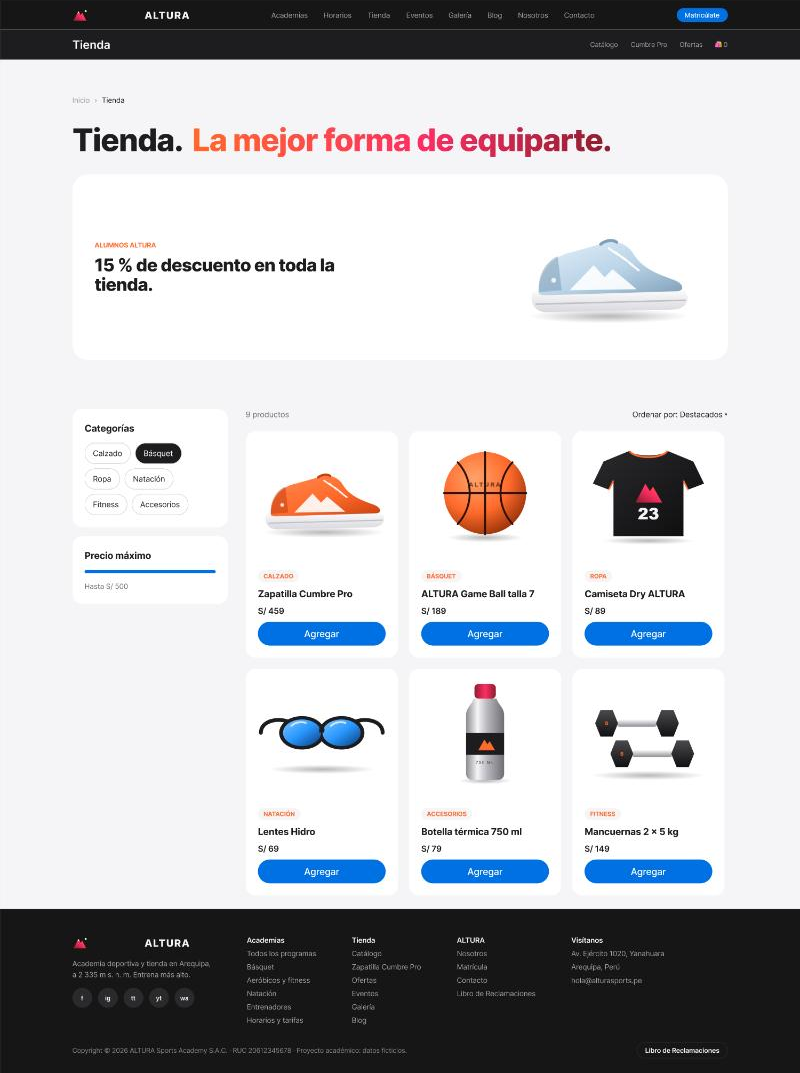 ALTURA
Academias Horarios Tienda Eventos Galería Blog Nosotros Contacto
Matricúlate
Tienda
Catálogo Cumbre Pro Ofertas 0
Inicio › Tienda
Tienda. La mejor forma de equiparte.
ALUMNOS ALTURA
15 % de descuento en toda la
tienda.
Categorías
Calzado Básquet
Ropa Natación
Fitness Accesorios
Precio máximo
Hasta S/ 500
9 productos
Ordenar por: Destacados
ALTURA
23
CALZADO
Zapatilla Cumbre Pro
S/ 459
Agregar
BÁSQUET
ALTURA Game Ball talla 7
S/ 189
Agregar
ROPA
Camiseta Dry ALTURA
S/ 89
Agregar
750 ML
NATACIÓN
Lentes Hidro
S/ 69
Agregar
ACCESORIOS
Botella térmica 750 ml
S/ 79
Agregar
FITNESS
Mancuernas 2 × 5 kg
S/ 149
Agregar
ALTURA
Academia deportiva y tienda en Arequipa,
a 2 335 m s. n. m. Entrena más alto.
f ig tt yt wa
Academias
Todos los programas
Básquet
Aeróbicos y fitness
Natación
Entrenadores
Horarios y tarifas
Tienda
Catálogo
Zapatilla Cumbre Pro
Ofertas
Eventos
Galería
Blog
ALTURA
Nosotros
Matrícula
Contacto
Libro de Reclamaciones
Visítanos
Av. Ejército 1020, Yanahuara
Arequipa, Perú
hola@alturasports.pe
Copyright © 2026 ALTURA Sports Academy S.A.C. · RUC 20612345678 · Proyecto académico: datos ficticios.
Libro de Reclamaciones